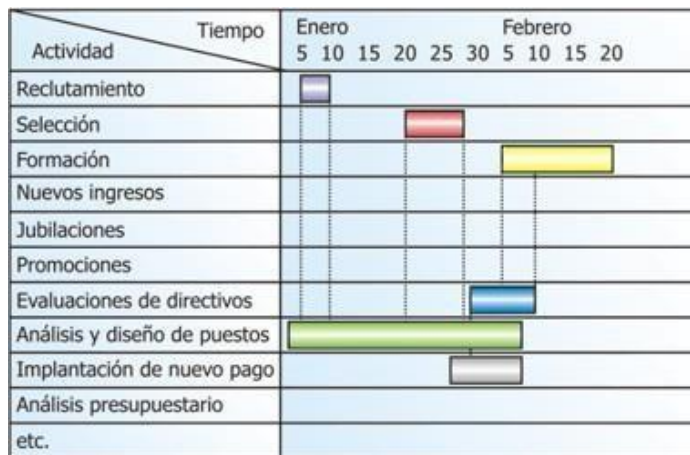 Tiempo
Enero
Febrero
Actividad
5 10 15 20 25 30 5 10 15 20
Reclutamiento
Selección
Formación
Nuevos ingresos
Jubilaciones
Promociones
Evaluaciones de directivos
Análisis y diseño de puestos
Implantación de nuevo pago
Análisis presupuestario
etc.